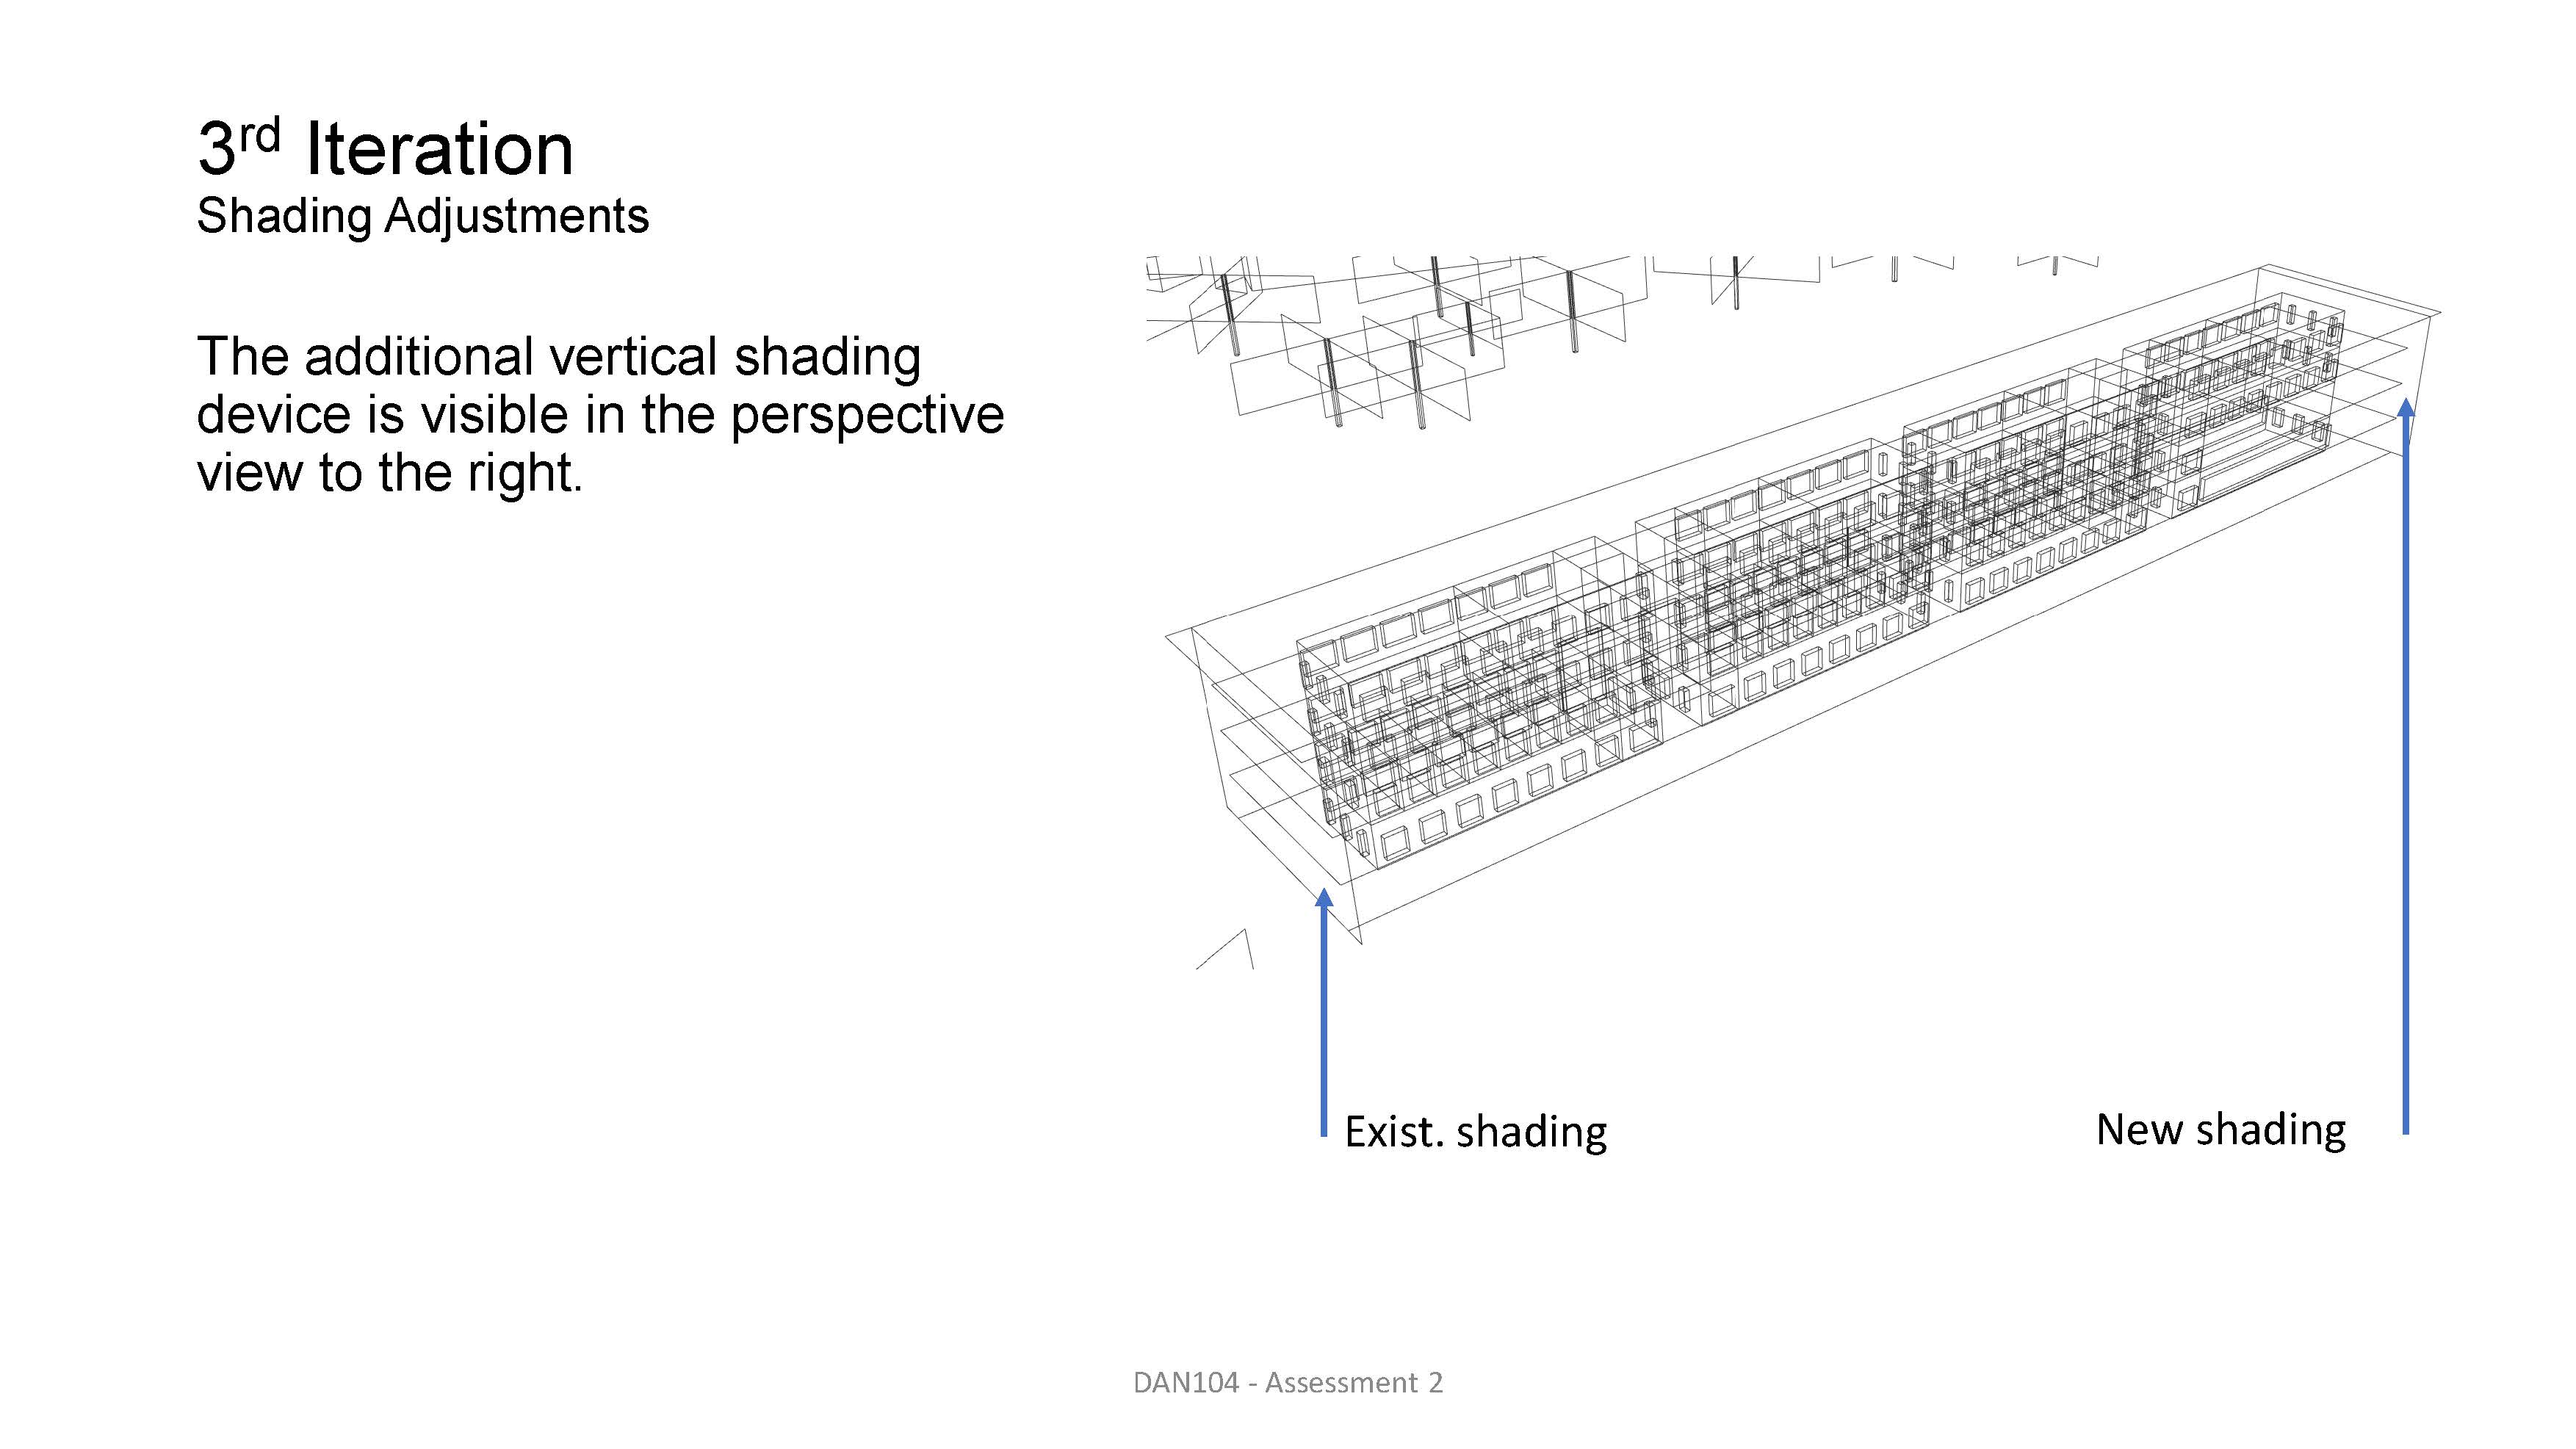 3rd Iteration
Shading Adjustments
The additional vertical shading
device is visible in the perspective
view to the right.
Exist. shading
New shading
DAN104 - Assessment 2